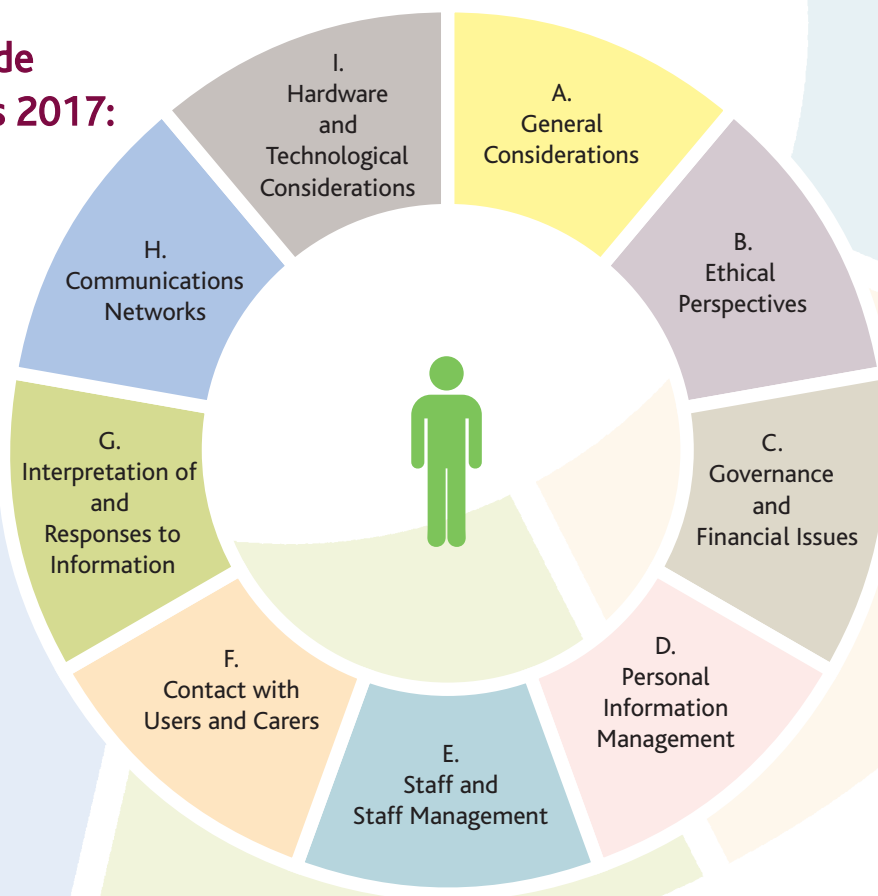 de
s 2017:
I.
Hardware
and
Technological
Considerations
A.
General
Considerations
B.
Ethical
Perspectives
C.
Governance
and
Financial Issues
D.
Personal
Information
Management
E.
Staff and
Staff Management
F.
Contact with
Users and Carers
G.
Interpretation of
and
Responses to
Information
H.
Communications
Networks